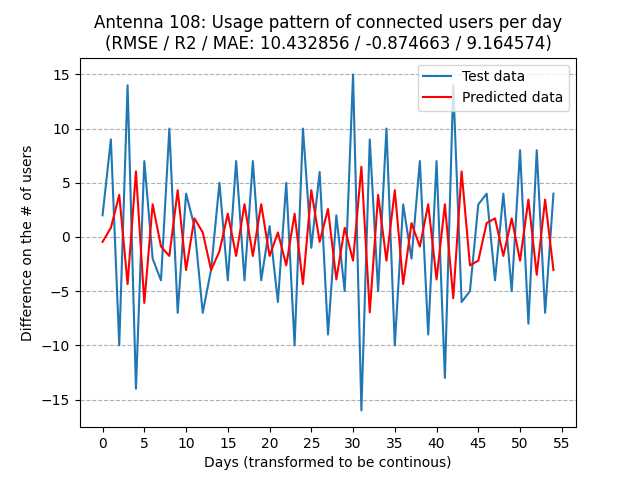 Antenna 108: Usage pattern of connected users per day
(RMSE / R2 / MAE: 10.432856 / -0.874663 / 9.164574)
Test data
Predicted data
Difference on the # of users
15
10
5
0
−5
−10
−15
0 5 10 15 20 25 30 35 40 45 50 55
Days (transformed to be continous)